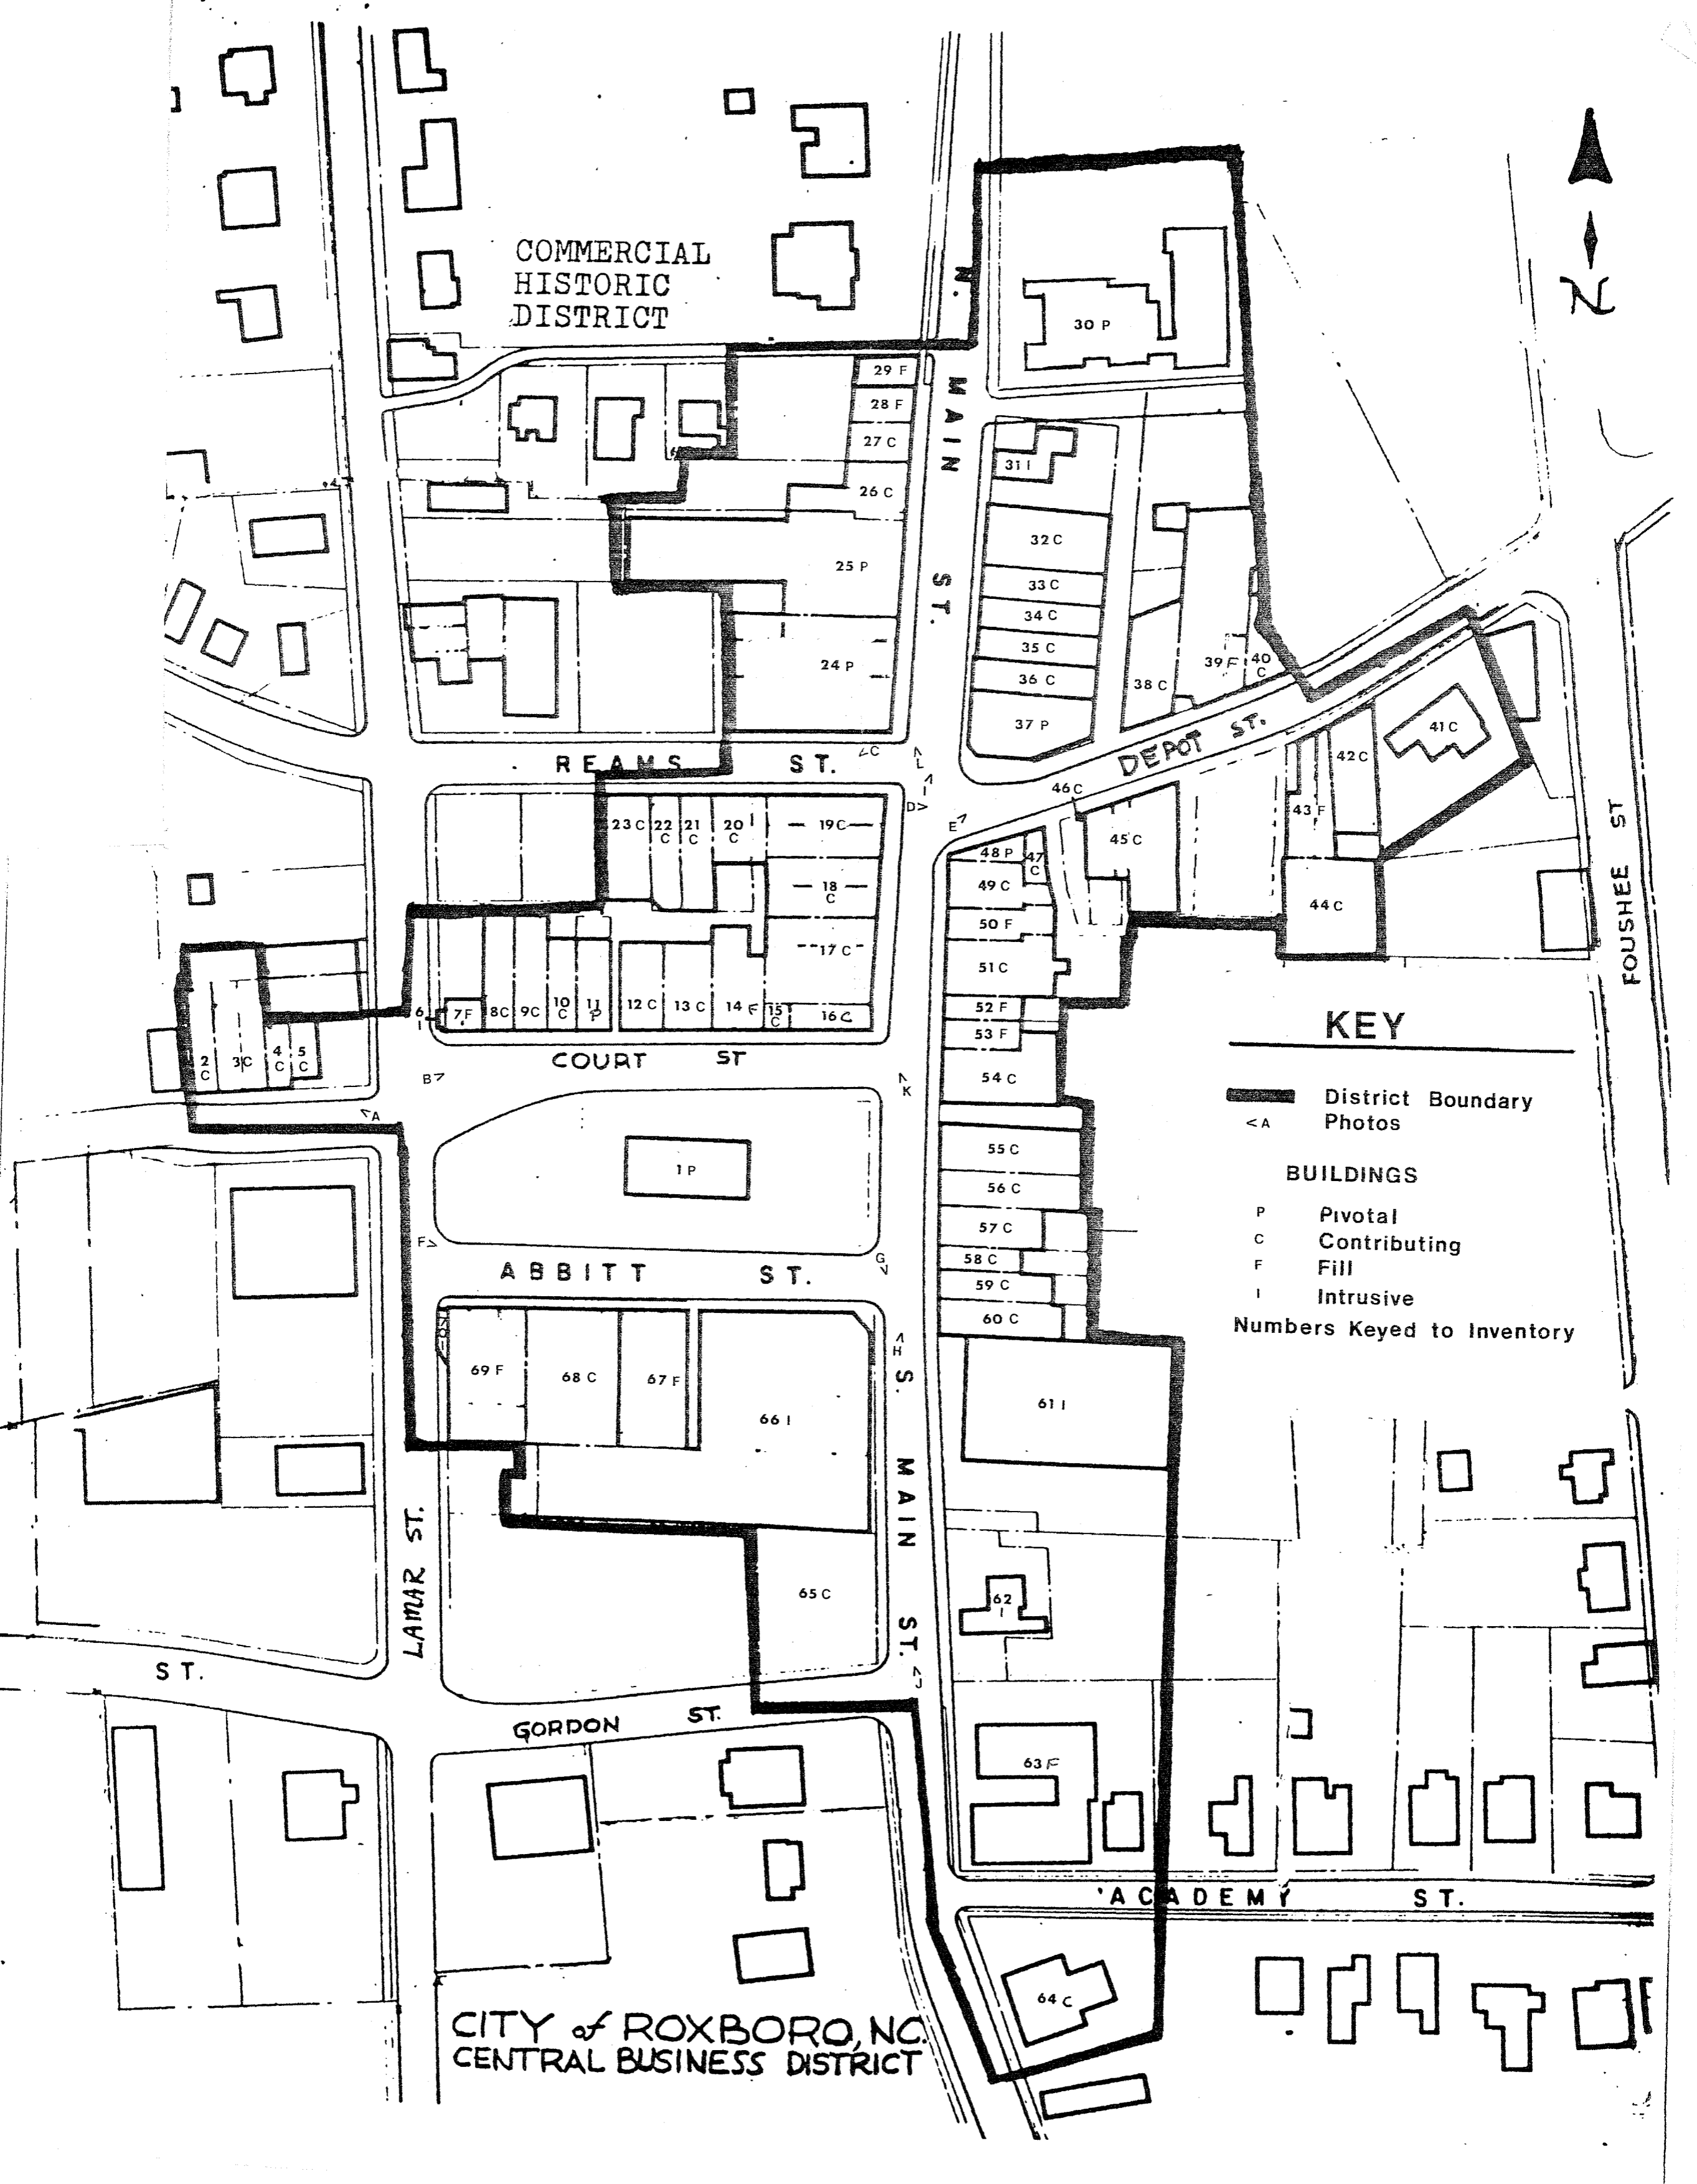 COMMERCIAL
HISTORIC
DISTRICT
N.
MAIN
ST.
N
30 P
29 F
28 F
27 C
26 C
25 P
24 P
31 I
32 C
33 C
34 C
35 C
36 C
37 P
38 C
39 F
40 C
41 C
42 C
43 F
44 C
45 C
46 C
DEPOT ST.
FOUSHEE ST
REAMS ST.
<C
D>
E>
23 C
22 C
21 C
20 C
19 C
18 C
17 C
16 C
15 C
14 F
13 C
12 C
11 P
10 C
9 C
8 C
7 F
6 I
5 C
4 C
3 C
2 C
COURT ST
B>
<A
<K
1 P
F>
G>
ABBITT ST.
48 P
47 C
49 C
50 F
51 C
52 F
53 F
54 C
55 C
56 C
57 C
58 C
59 C
60 C
61 I
62 I
63 F
64 C
65 C
66 I
67 F
68 C
69 F
<H
S. MAIN ST.
LAMAR ST.
ST.
GORDON ST.
ACADEMY ST.
KEY
District Boundary
<A Photos
BUILDINGS
P Pivotal
C Contributing
F Fill
I Intrusive
Numbers Keyed to Inventory
CITY of ROXBORO, NC.
CENTRAL BUSINESS DISTRICT